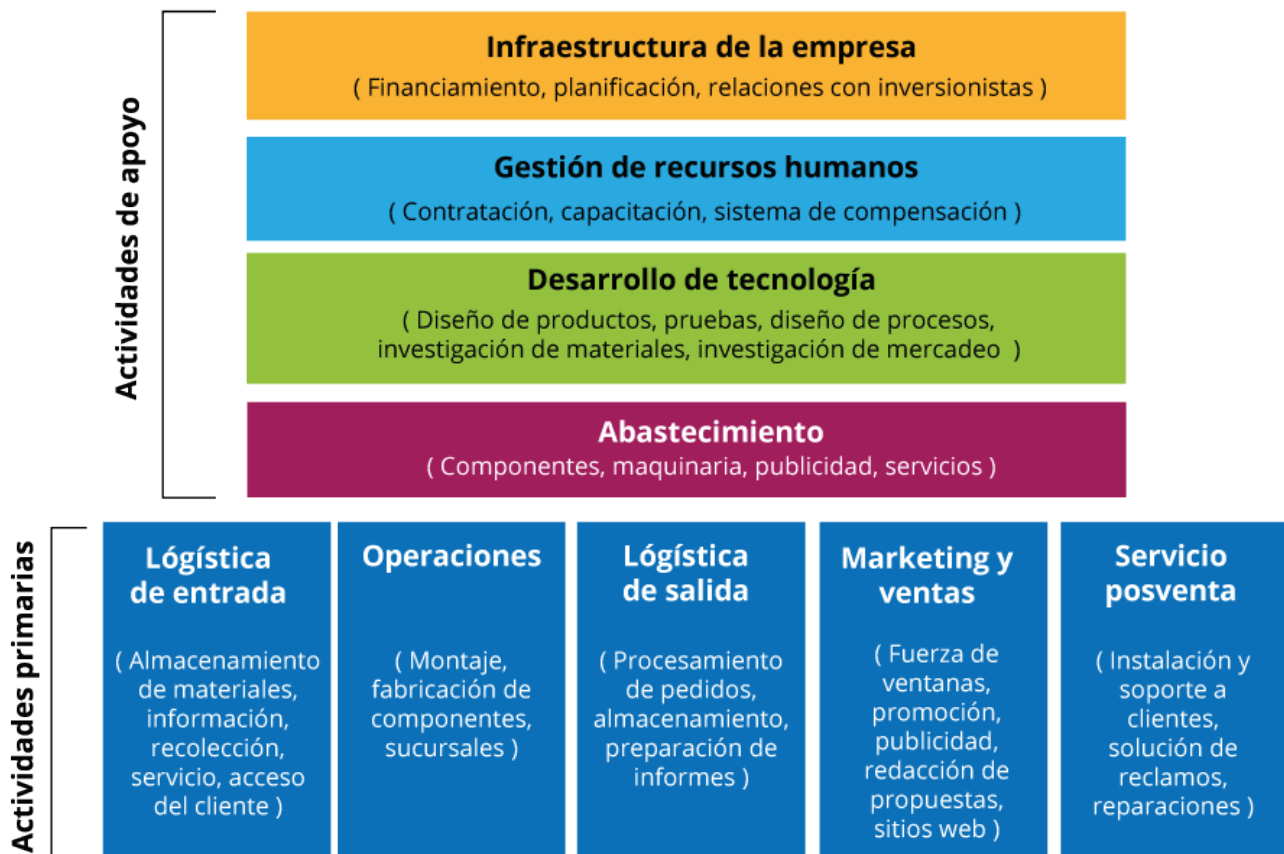 Actividades de apoyo
Infraestructura de la empresa
( Financiamiento, planificación, relaciones con inversionistas )
Gestión de recursos humanos
( Contratación, capacitación, sistema de compensación )
Desarrollo de tecnología
( Diseño de productos, pruebas, diseño de procesos,
investigación de materiales, investigación de mercadeo )
Abastecimiento
( Componentes, maquinaria, publicidad, servicios )
Actividades primarias
Lógística
de entrada
( Almacenamiento
de materiales,
información,
recolección,
servicio, acceso
del cliente )
Operaciones
( Montaje,
fabricación de
componentes,
sucursales )
Lógística
de salida
( Procesamiento
de pedidos,
almacenamiento,
preparación de
informes )
Marketing y
ventas
( Fuerza de
ventanas,
promoción,
publicidad,
redacción de
propuestas,
sitios web )
Servicio
posventa
( Instalación y
soporte a
clientes,
solución de
reclamos,
reparaciones )